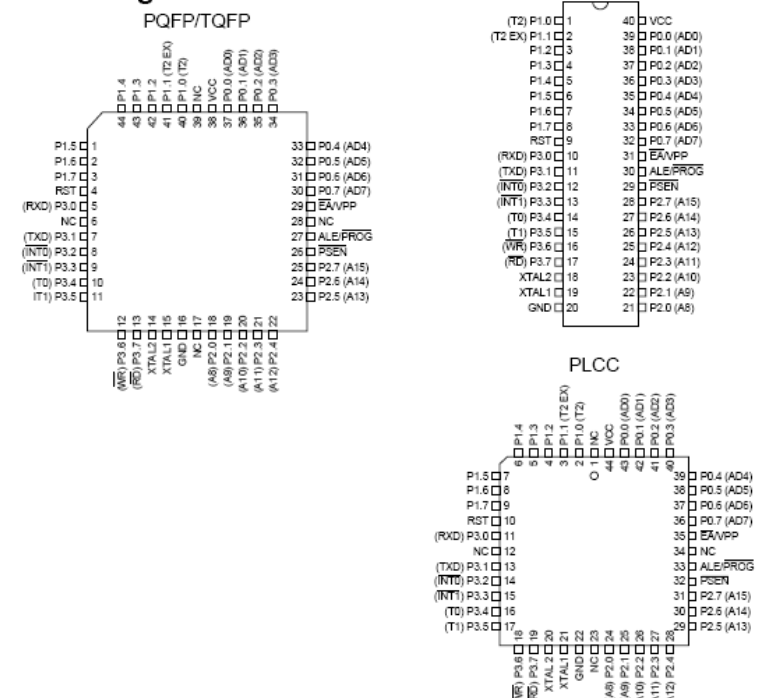 PQFP/TQFP
44 P1.4
43 P1.3
42 P1.2
41 P1.1 (T2 EX)
40 P1.0 (T2)
39 NC
38 VCC
37 P0.0 (AD0)
36 P0.1 (AD1)
35 P0.2 (AD2)
34 P0.3 (AD3)
P1.5 1
P1.6 2
P1.7 3
RST 4
(RXD) P3.0 5
NC 6
(TXD) P3.1 7
(INT0) P3.2 8
(INT1) P3.3 9
(T0) P3.4 10
IT1) P3.5 11
33 P0.4 (AD4)
32 P0.5 (AD5)
31 P0.6 (AD6)
30 P0.7 (AD7)
29 EA/VPP
28 NC
27 ALE/PROG
26 PSEN
25 P2.7 (A15)
24 P2.6 (A14)
23 P2.5 (A13)
(WR) P3.6 12
(RD) P3.7 13
XTAL2 14
XTAL1 15
GND 16
NC 17
(A8) P2.0 18
(A9) P2.1 19
(A10) P2.2 20
(A11) P2.3 21
(A12) P2.4 22
(T2) P1.0 1
(T2 EX) P1.1 2
P1.2 3
P1.3 4
P1.4 5
P1.5 6
P1.6 7
P1.7 8
RST 9
(RXD) P3.0 10
(TXD) P3.1 11
(INT0) P3.2 12
(INT1) P3.3 13
(T0) P3.4 14
(T1) P3.5 15
(WR) P3.6 16
(RD) P3.7 17
XTAL2 18
XTAL1 19
GND 20
40 VCC
39 P0.0 (AD0)
38 P0.1 (AD1)
37 P0.2 (AD2)
36 P0.3 (AD3)
35 P0.4 (AD4)
34 P0.5 (AD5)
33 P0.6 (AD6)
32 P0.7 (AD7)
31 EA/VPP
30 ALE/PROG
29 PSEN
28 P2.7 (A15)
27 P2.6 (A14)
26 P2.5 (A13)
25 P2.4 (A12)
24 P2.3 (A11)
23 P2.2 (A10)
22 P2.1 (A9)
21 P2.0 (A8)
PLCC
6 P1.4
5 P1.3
4 P1.2
3 P1.1 (T2 EX)
2 P1.0 (T2)
1 NC
44 VCC
43 P0.0 (AD0)
42 P0.1 (AD1)
41 P0.2 (AD2)
40 P0.3 (AD3)
P1.5 7
P1.6 8
P1.7 9
RST 10
(RXD) P3.0 11
NC 12
(TXD) P3.1 13
(INT0) P3.2 14
(INT1) P3.3 15
(T0) P3.4 16
(T1) P3.5 17
39 P0.4 (AD4)
38 P0.5 (AD5)
37 P0.6 (AD6)
36 P0.7 (AD7)
35 EA/VPP
34 NC
33 ALE/PROG
32 PSEN
31 P2.7 (A15)
30 P2.6 (A14)
29 P2.5 (A13)
P3.6 18
P3.7 19
XTAL2 20
XTAL1 21
GND 22
NC 23
A8) P2.0 24
A9) P2.1 25
P2.2 26
P2.3 27
P2.4 28